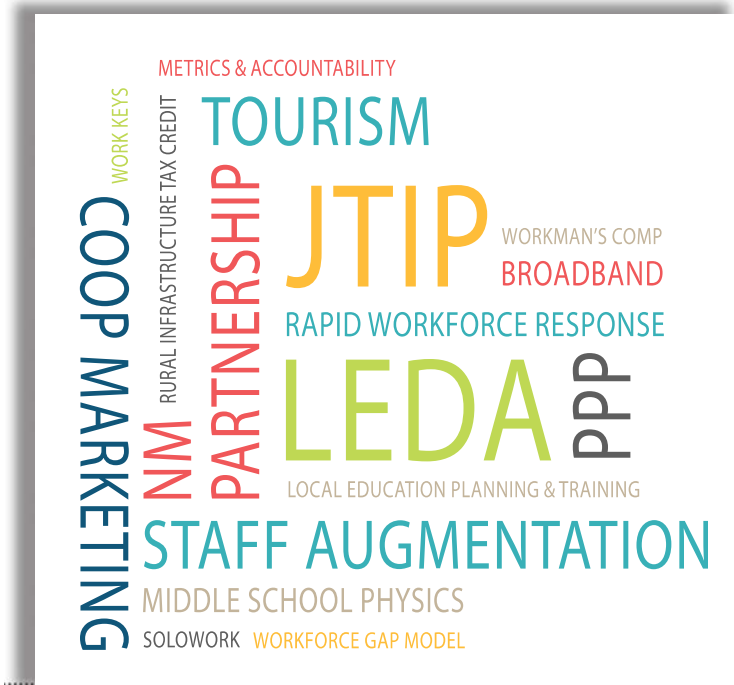 METRICS & ACCOUNTABILITY
WORK KEYS
RURAL INFRASTRUCTURE TAX CREDIT
TOURISM
COOP MARKETING
PARTNERSHIP
JTIP
WORKMAN'S COMP
BROADBAND
RAPID WORKFORCE RESPONSE
LEDA
PPP
NM
LOCAL EDUCATION PLANNING & TRAINING
STAFF AUGMENTATION
MIDDLE SCHOOL PHYSICS
SOLOWORK
WORKFORCE GAP MODEL